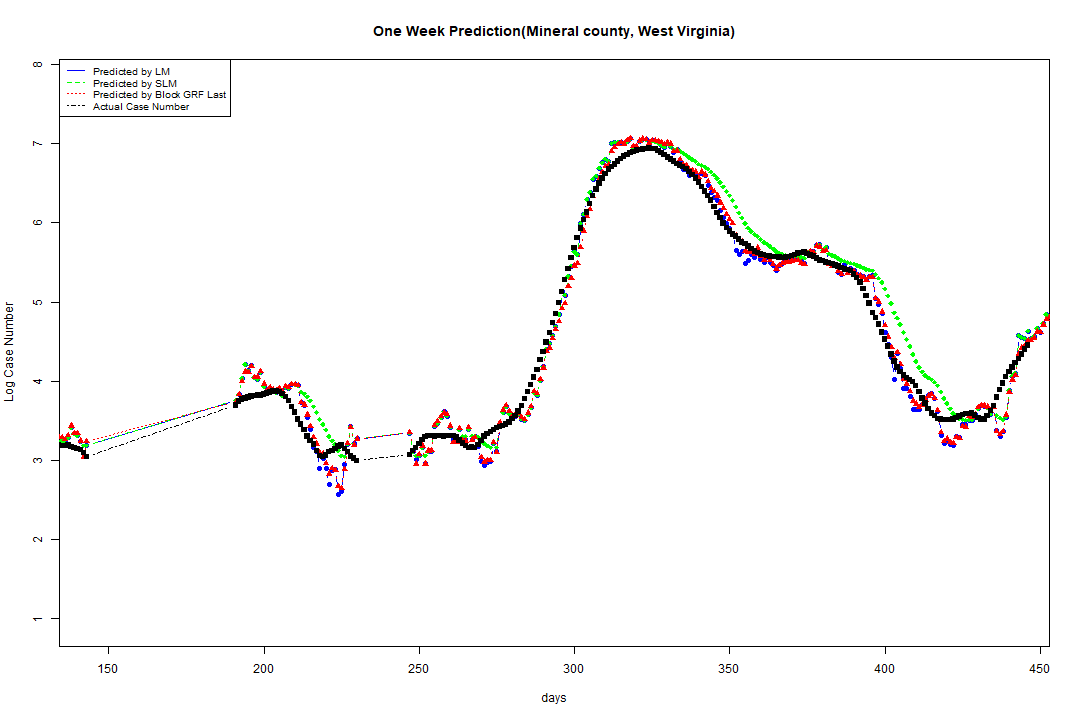 One Week Prediction(Mineral county, West Virginia)
Predicted by LM
Predicted by SLM
Predicted by Block GRF Last
Actual Case Number
Log Case Number
8
7
6
5
4
3
2
1
150 200 250 300 350 400 450
days